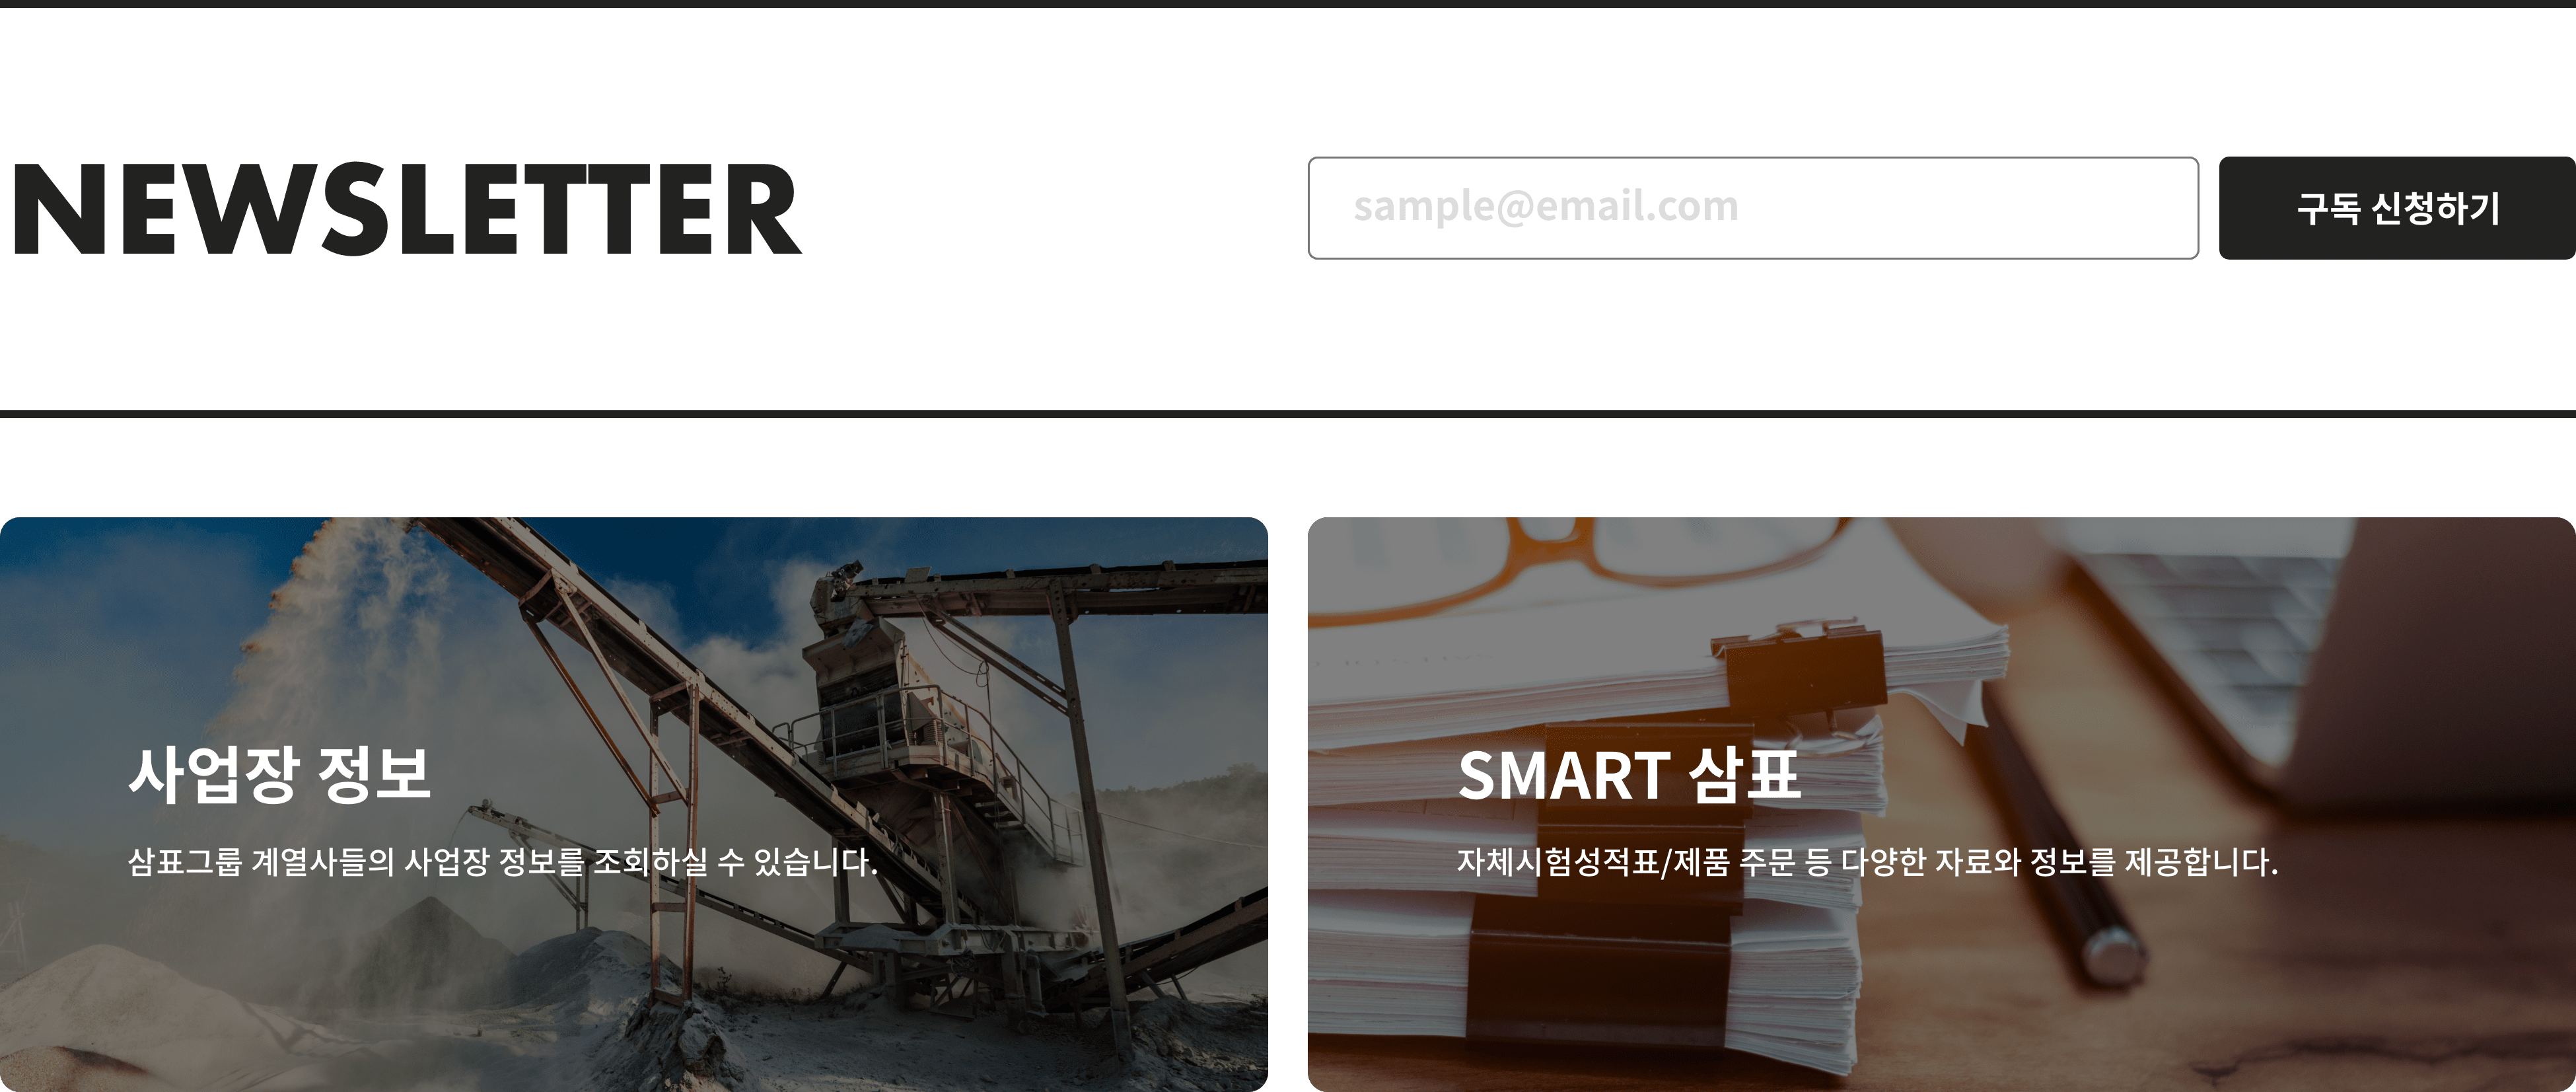 NEWSLETTER
sample@email.com
구독 신청하기
사업장 정보
삼표그룹 계열사들의 사업장 정보를 조회하실 수 있습니다.
SMART 삼표
자체시험성적표/제품 주문 등 다양한 자료와 정보를 제공합니다.